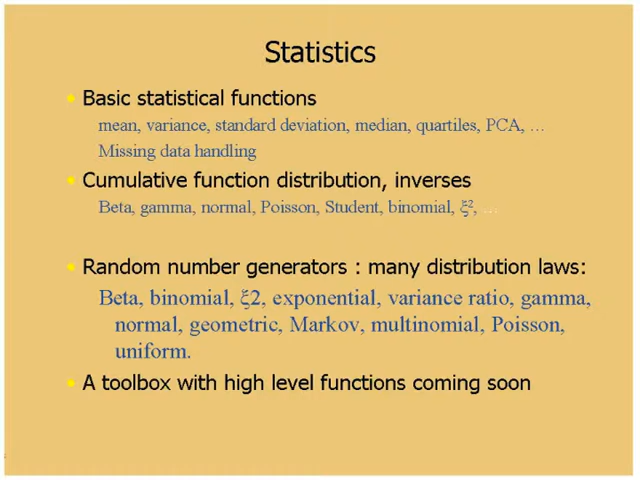 Statistics
• Basic statistical functions
mean, variance, standard deviation, median, quartiles, PCA, …
Missing data handling
• Cumulative function distribution, inverses
Beta, gamma, normal, Poisson, Student, binomial, ξ², …
• Random number generators : many distribution laws:
Beta, binomial, ξ2, exponential, variance ratio, gamma,
normal, geometric, Markov, multinomial, Poisson,
uniform.
• A toolbox with high level functions coming soon